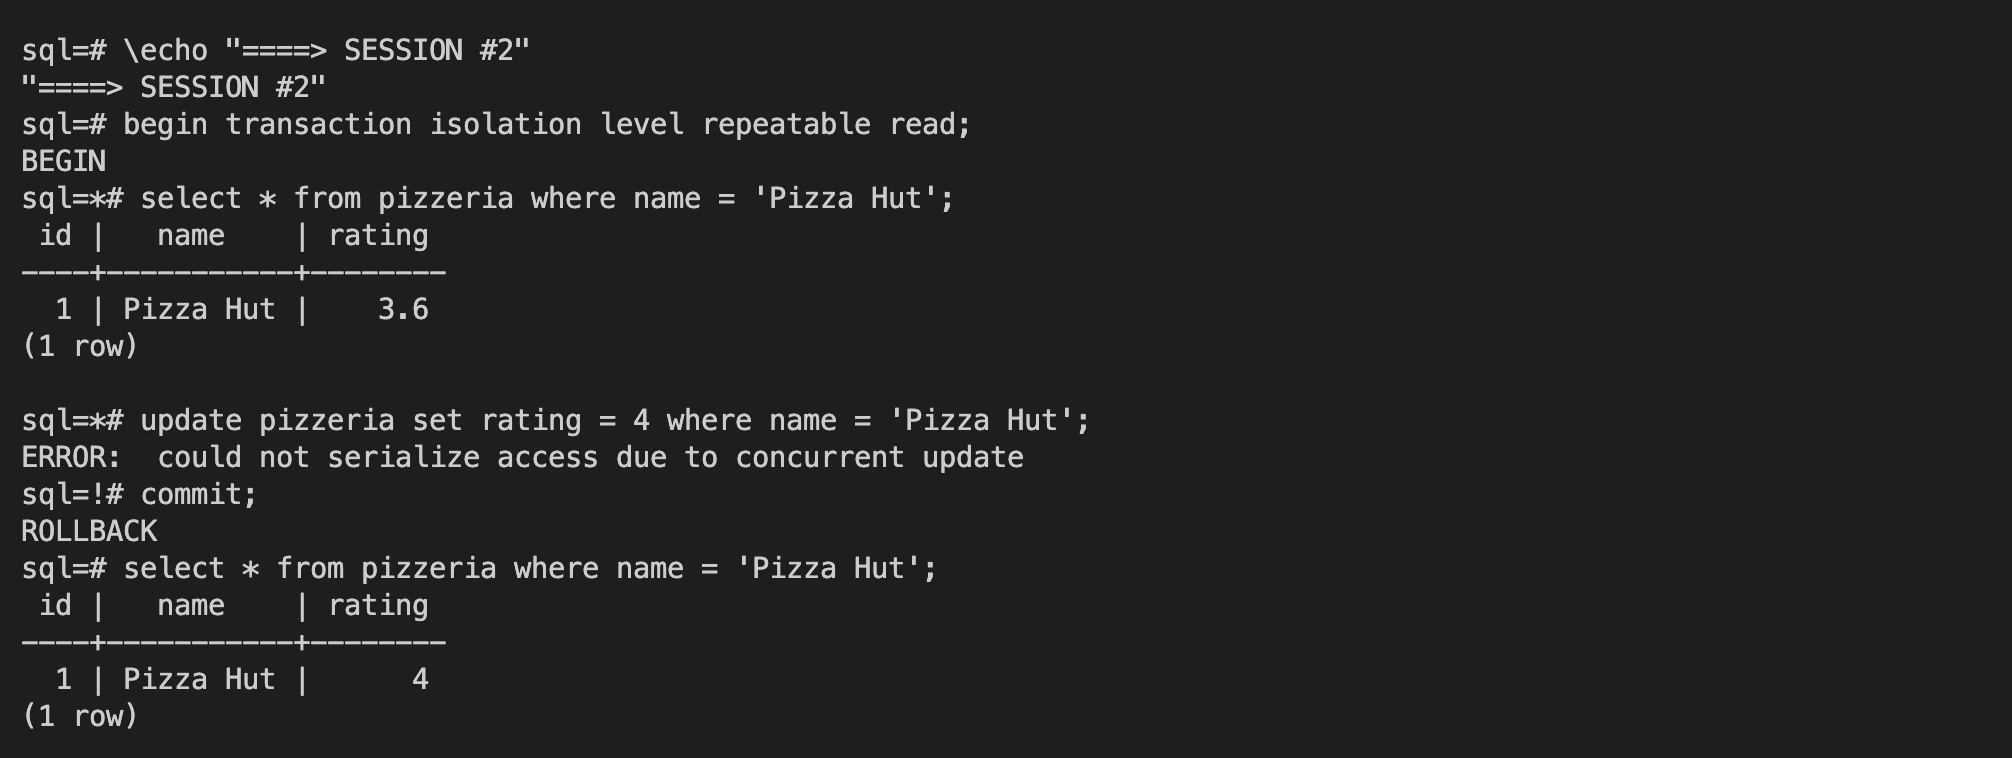 sql=# \echo "====> SESSION #2"
"====> SESSION #2"
sql=# begin transaction isolation level repeatable read;
BEGIN
sql=*# select * from pizzeria where name = 'Pizza Hut';
 id |   name    | rating
----+-----------+--------
  1 | Pizza Hut |    3.6
(1 row)

sql=*# update pizzeria set rating = 4 where name = 'Pizza Hut';
ERROR:  could not serialize access due to concurrent update
sql=!# commit;
ROLLBACK
sql=# select * from pizzeria where name = 'Pizza Hut';
 id |   name    | rating
----+-----------+--------
  1 | Pizza Hut |      4
(1 row)